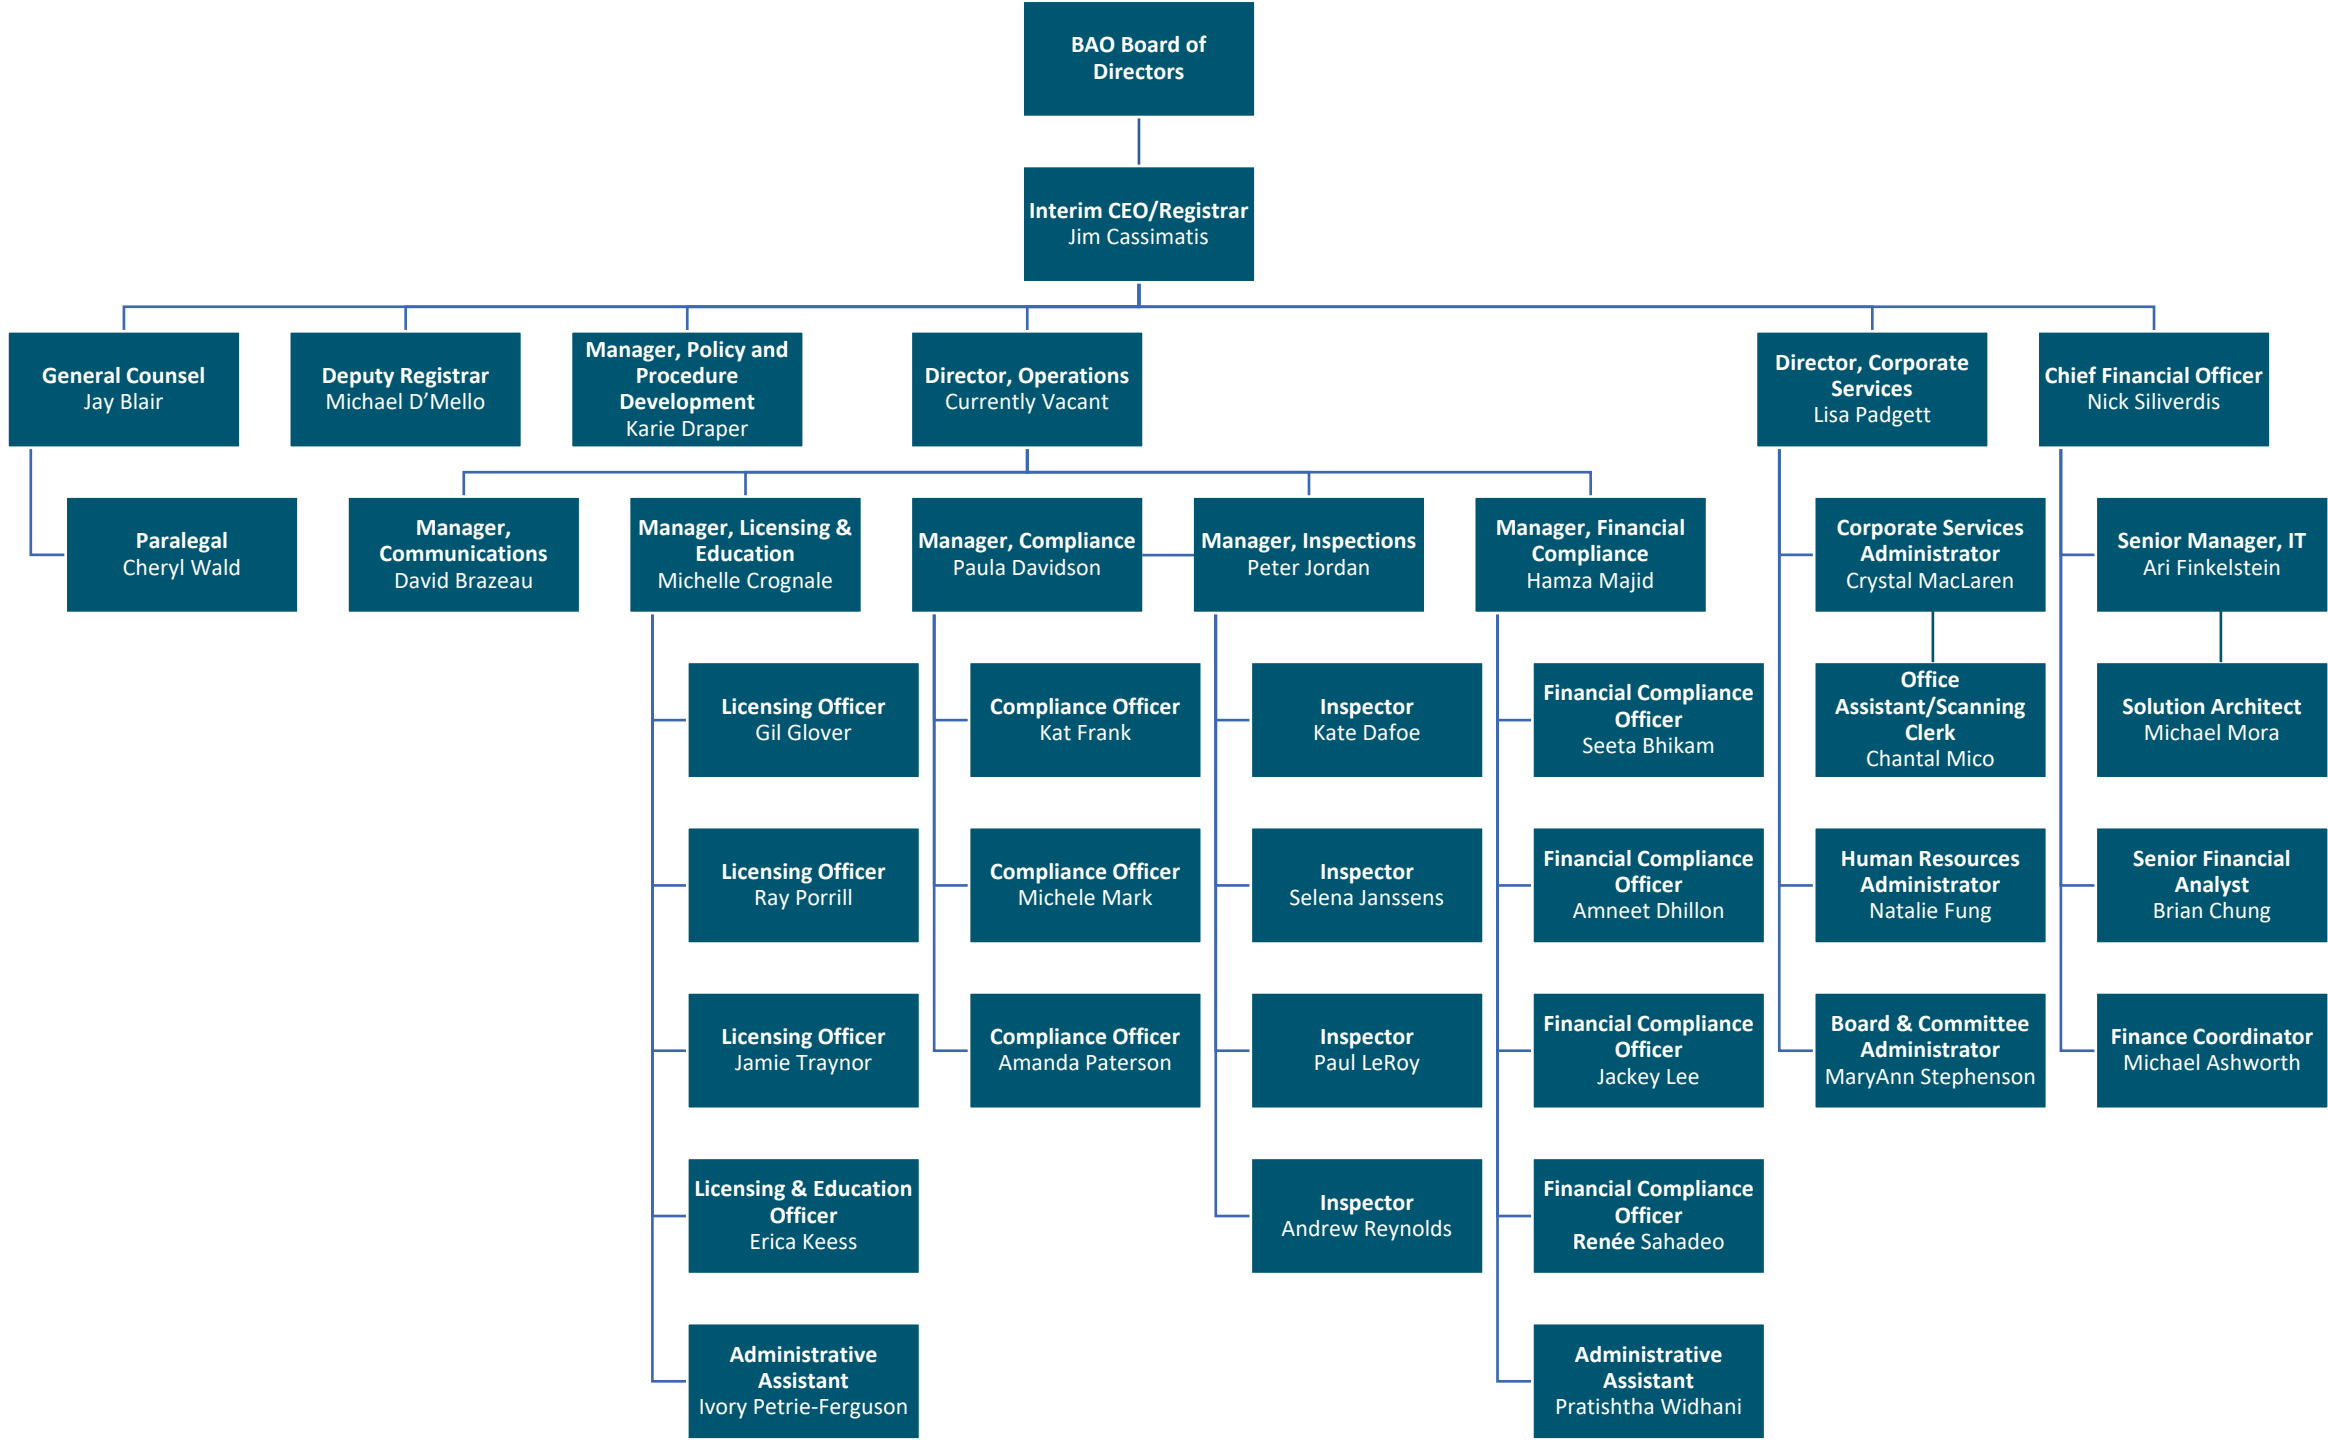 BAO Board of
Directors
Interim CEO/Registrar
Jim Cassimatis
General Counsel
Jay Blair
Deputy Registrar
Michael D’Mello
Manager, Policy and
Procedure
Development
Karie Draper
Director, Operations
Currently Vacant
Director, Corporate
Services
Lisa Padgett
Chief Financial Officer
Nick Siliverdis
Paralegal
Cheryl Wald
Manager,
Communications
David Brazeau
Manager, Licensing &
Education
Michelle Crognale
Manager, Compliance
Paula Davidson
Manager, Inspections
Peter Jordan
Manager, Financial
Compliance
Hamza Majid
Corporate Services
Administrator
Crystal MacLaren
Senior Manager, IT
Ari Finkelstein
Licensing Officer
Gil Glover
Compliance Officer
Kat Frank
Inspector
Kate Dafoe
Financial Compliance
Officer
Seeta Bhikam
Office
Assistant/Scanning
Clerk
Chantal Mico
Solution Architect
Michael Mora
Licensing Officer
Ray Porrill
Compliance Officer
Michele Mark
Inspector
Selena Janssens
Financial Compliance
Officer
Amneet Dhillon
Human Resources
Administrator
Natalie Fung
Senior Financial
Analyst
Brian Chung
Licensing Officer
Jamie Traynor
Compliance Officer
Amanda Paterson
Inspector
Paul LeRoy
Financial Compliance
Officer
Jackey Lee
Board & Committee
Administrator
MaryAnn Stephenson
Finance Coordinator
Michael Ashworth
Licensing & Education
Officer
Erica Keess
Inspector
Andrew Reynolds
Financial Compliance
Officer
Renée Sahadeo
Administrative
Assistant
Ivory Petrie-Ferguson
Administrative
Assistant
Pratishtha Widhani